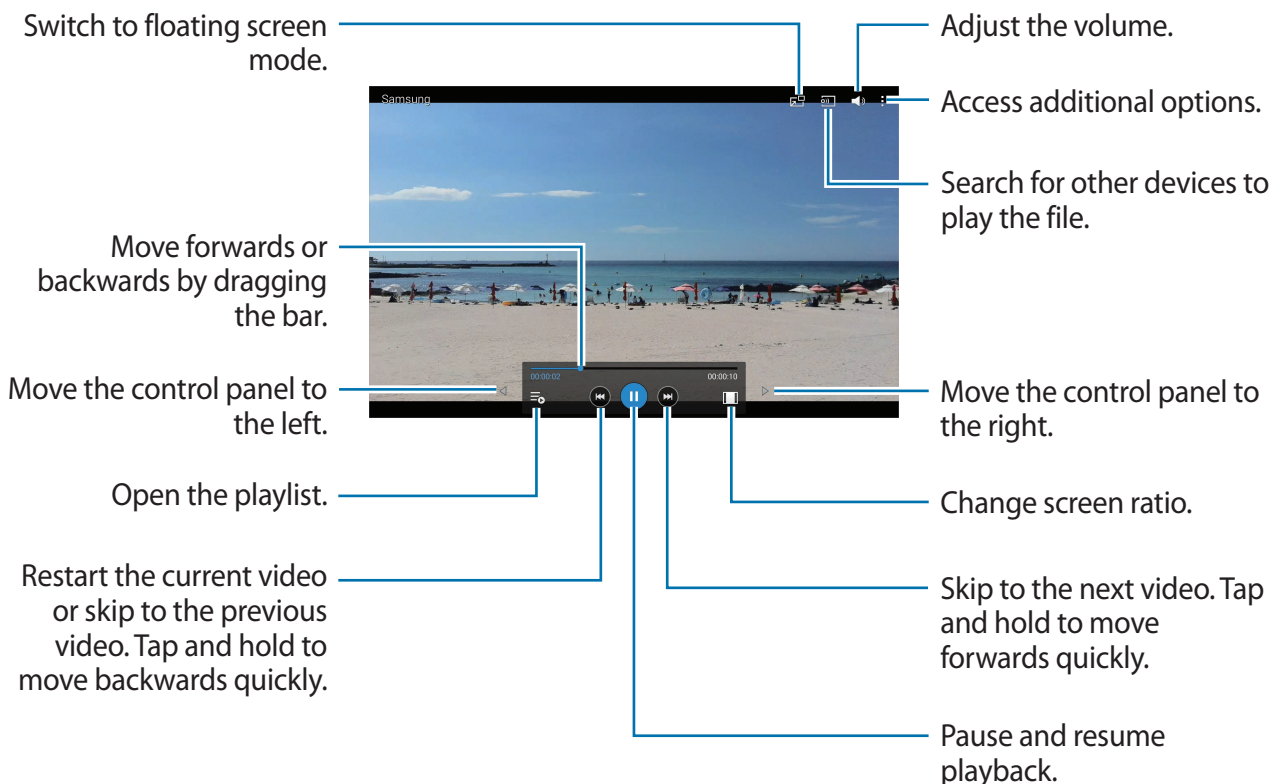 Switch to floating screen
mode.
Adjust the volume.
Samsung
Access additional options.
Search for other devices to
play the file.
Move forwards or
backwards by dragging
the bar.
00:00:02
00:00:10
Move the control panel to
the left.
Move the control panel to
the right.
Open the playlist.
Change screen ratio.
Restart the current video
or skip to the previous
video. Tap and hold to
move backwards quickly.
Skip to the next video. Tap
and hold to move
forwards quickly.
Pause and resume
playback.